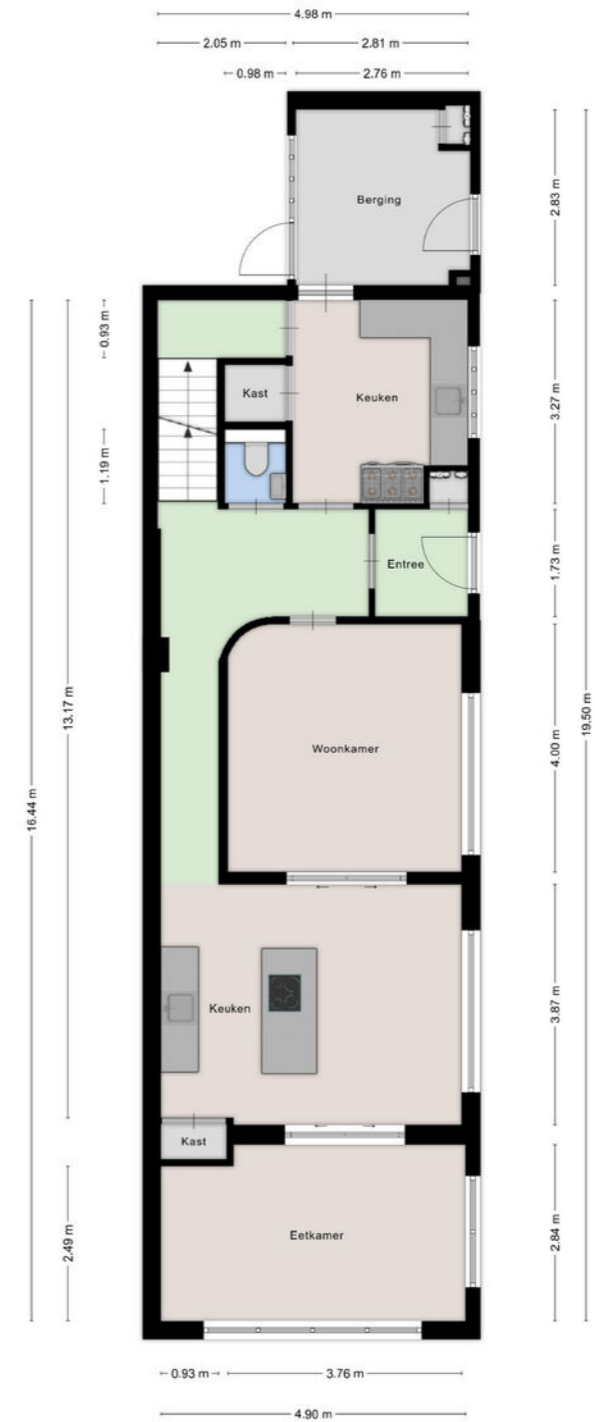 4.98 m
2.05 m
2.81 m
0.98 m
2.76 m
Berging
2.83 m
0.93 m
Kast
Keuken
3.27 m
1.19 m
Entree
1.73 m
13.17 m
Woonkamer
4.00 m
19.50 m
16.44 m
Keuken
3.87 m
Kast
2.49 m
Eetkamer
2.84 m
0.93 m
3.76 m
4.90 m